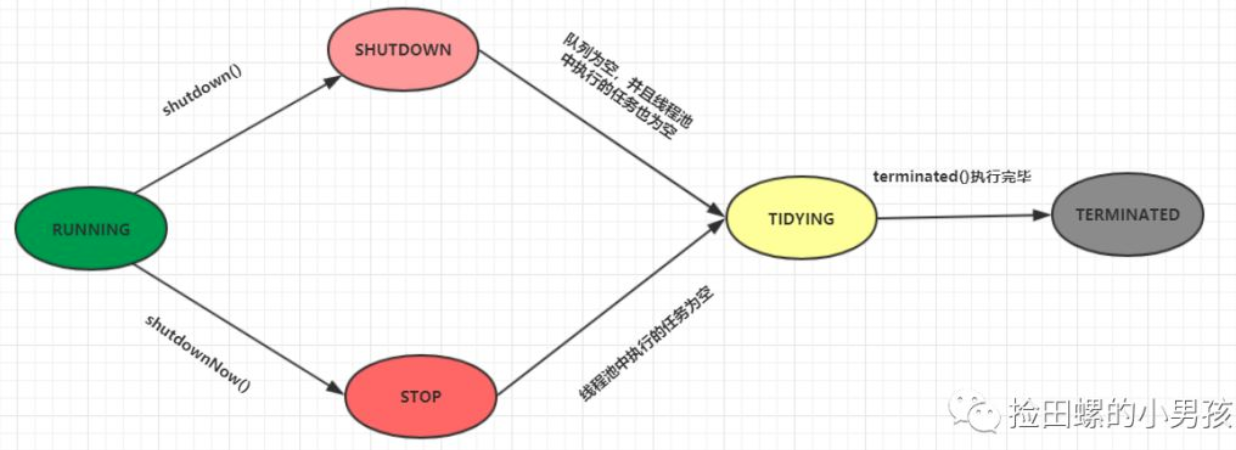 SHUTDOWN
shutdown()
队列为空，并且线程池
中执行的任务也为空
RUNNING
TIDYING
terminated()执行完毕
TERMINATED
shutdownNow()
STOP
线程池中执行的任务为空
捡田螺的小男孩